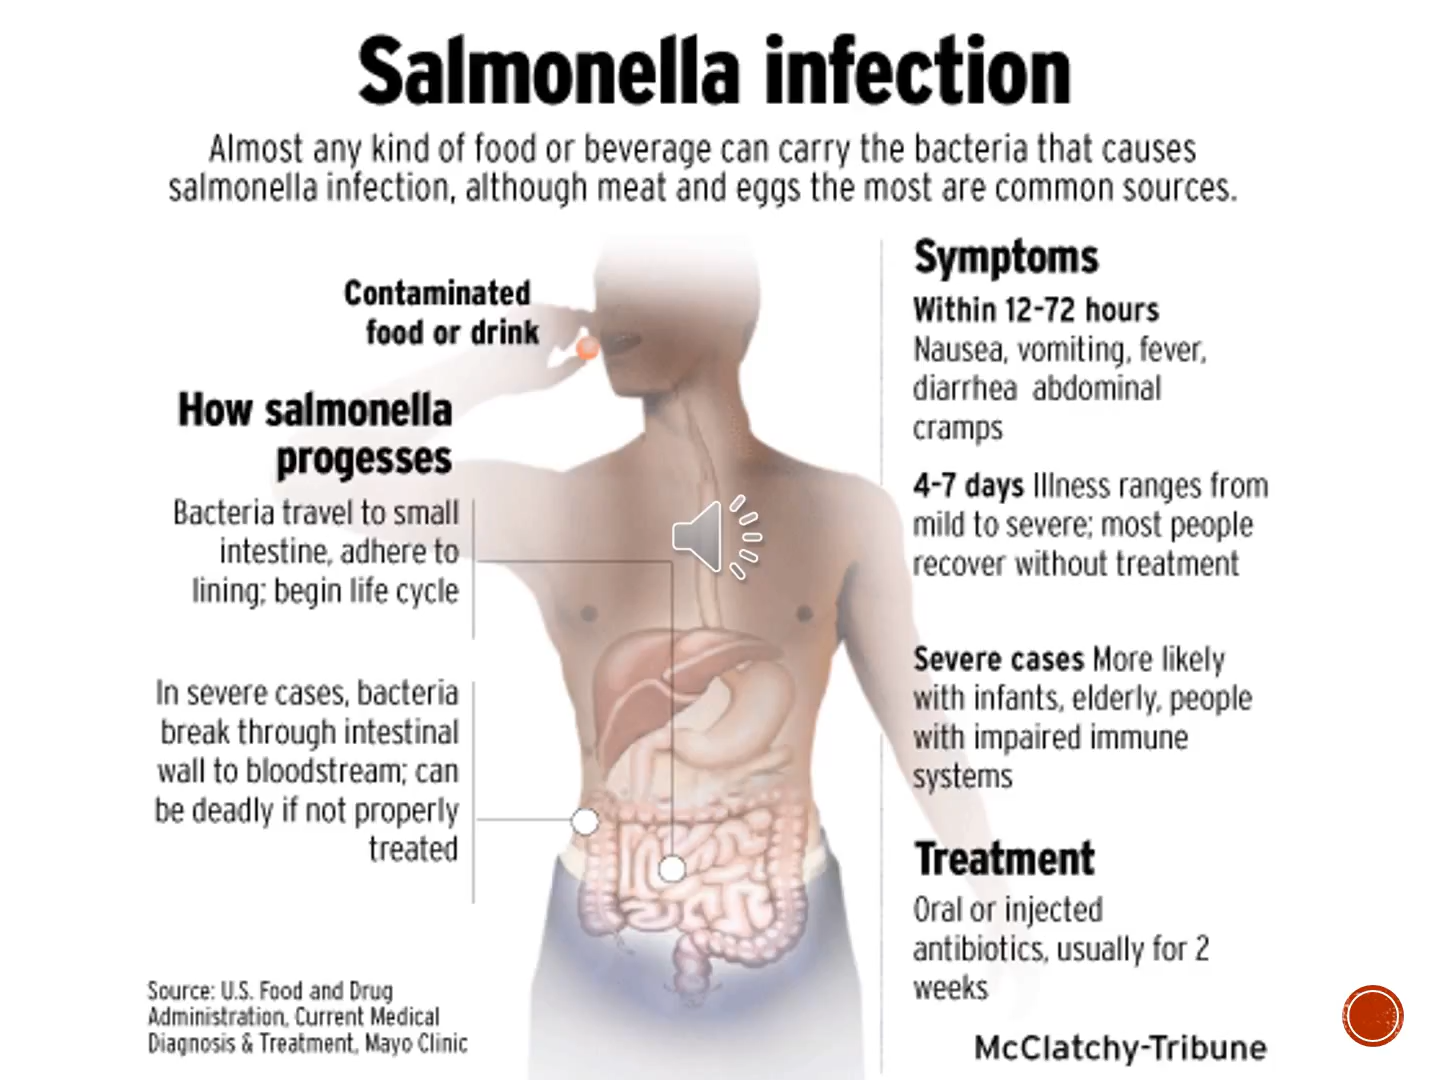 Salmonella infection
Almost any kind of food or beverage can carry the bacteria that causes
salmonella infection, although meat and eggs the most are common sources.
Contaminated
food or drink
How salmonella
progesses
Bacteria travel to small
intestine, adhere to
lining; begin life cycle
In severe cases, bacteria
break through intestinal
wall to bloodstream; can
be deadly if not properly
treated
Source: U.S. Food and Drug
Administration, Current Medical
Diagnosis & Treatment, Mayo Clinic
Symptoms
Within 12-72 hours
Nausea, vomiting, fever,
diarrhea abdominal
cramps
4-7 days Illness ranges from
mild to severe; most people
recover without treatment
Severe cases More likely
with infants, elderly, people
with impaired immune
systems
Treatment
Oral or injected
antibiotics, usually for 2
weeks
McClatchy-Tribune